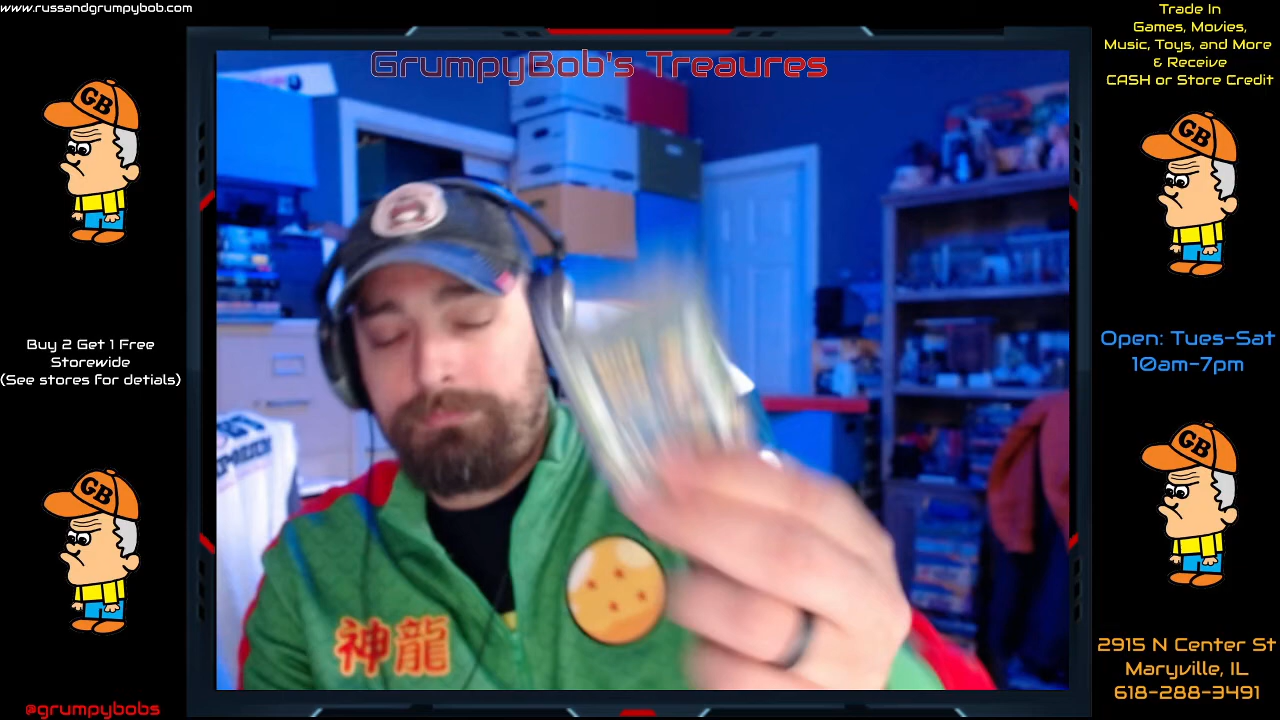 www.russandgrumpybob.com
GrumpyBob's Treaures
Trade In
Games, Movies,
Music, Toys, and More
& Receive
CASH or Store Credit
GB
GB
Buy 2 Get 1 Free
Storewide
(See stores for detials)
Open: Tues-Sat
10am-7pm
GB
GB
神龍
2915 N Center St
Maryville, IL
618-288-3491
@grumpybobs